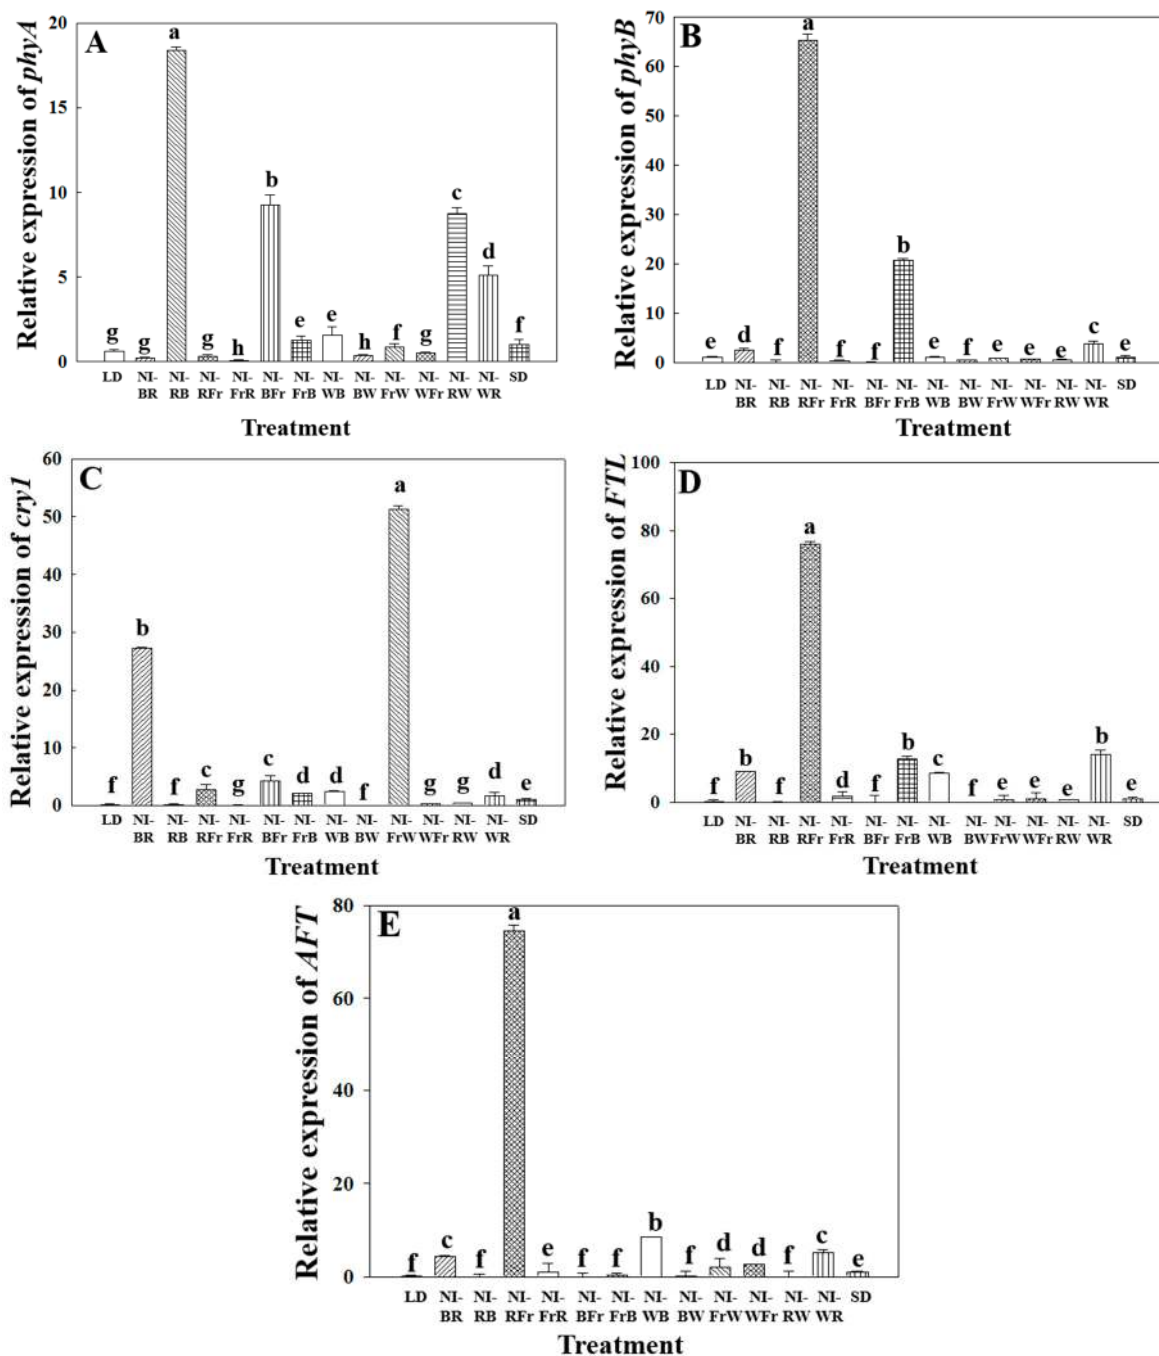 A
Relative expression of phyA
20
15
10
5
0
g g a g h b e e h f g c d f
LD NI-BR NI-RB NI-RFr NI-FrR NI-BFr NI-FrB NI-WB NI-BW NI-FrW NI-WFr NI-RW NI-WR SD
Treatment
B
Relative expression of phyB
70
60
50
40
30
20
10
0
e d f a f f b e f e e e c e
LD NI-BR NI-RB NI-RFr NI-FrR NI-BFr NI-FrB NI-WB NI-BW NI-FrW NI-WFr NI-RW NI-WR SD
Treatment
C
Relative expression of cry1
60
50
40
30
20
10
0
f b f c g c d d f a g g d e
LD NI-BR NI-RB NI-RFr NI-FrR NI-BFr NI-FrB NI-WB NI-BW NI-FrW NI-WFr NI-RW NI-WR SD
Treatment
D
Relative expression of FTL
100
80
60
40
20
0
f b f a d f b c f e e e b e
LD NI-BR NI-RB NI-RFr NI-FrR NI-BFr NI-FrB NI-WB NI-BW NI-FrW NI-WFr NI-RW NI-WR SD
Treatment
E
Relative expression of AFT
80
60
40
20
0
f c f a e f f b f d d f c e
LD NI-BR NI-RB NI-RFr NI-FrR NI-BFr NI-FrB NI-WB NI-BW NI-FrW NI-WFr NI-RW NI-WR SD
Treatment